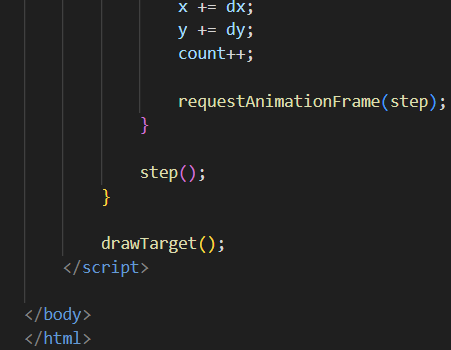 x += dx;
y += dy;
count++;
requestAnimationFrame(step);
}
step();
}
drawTarget();
</script>
</body>
</html>